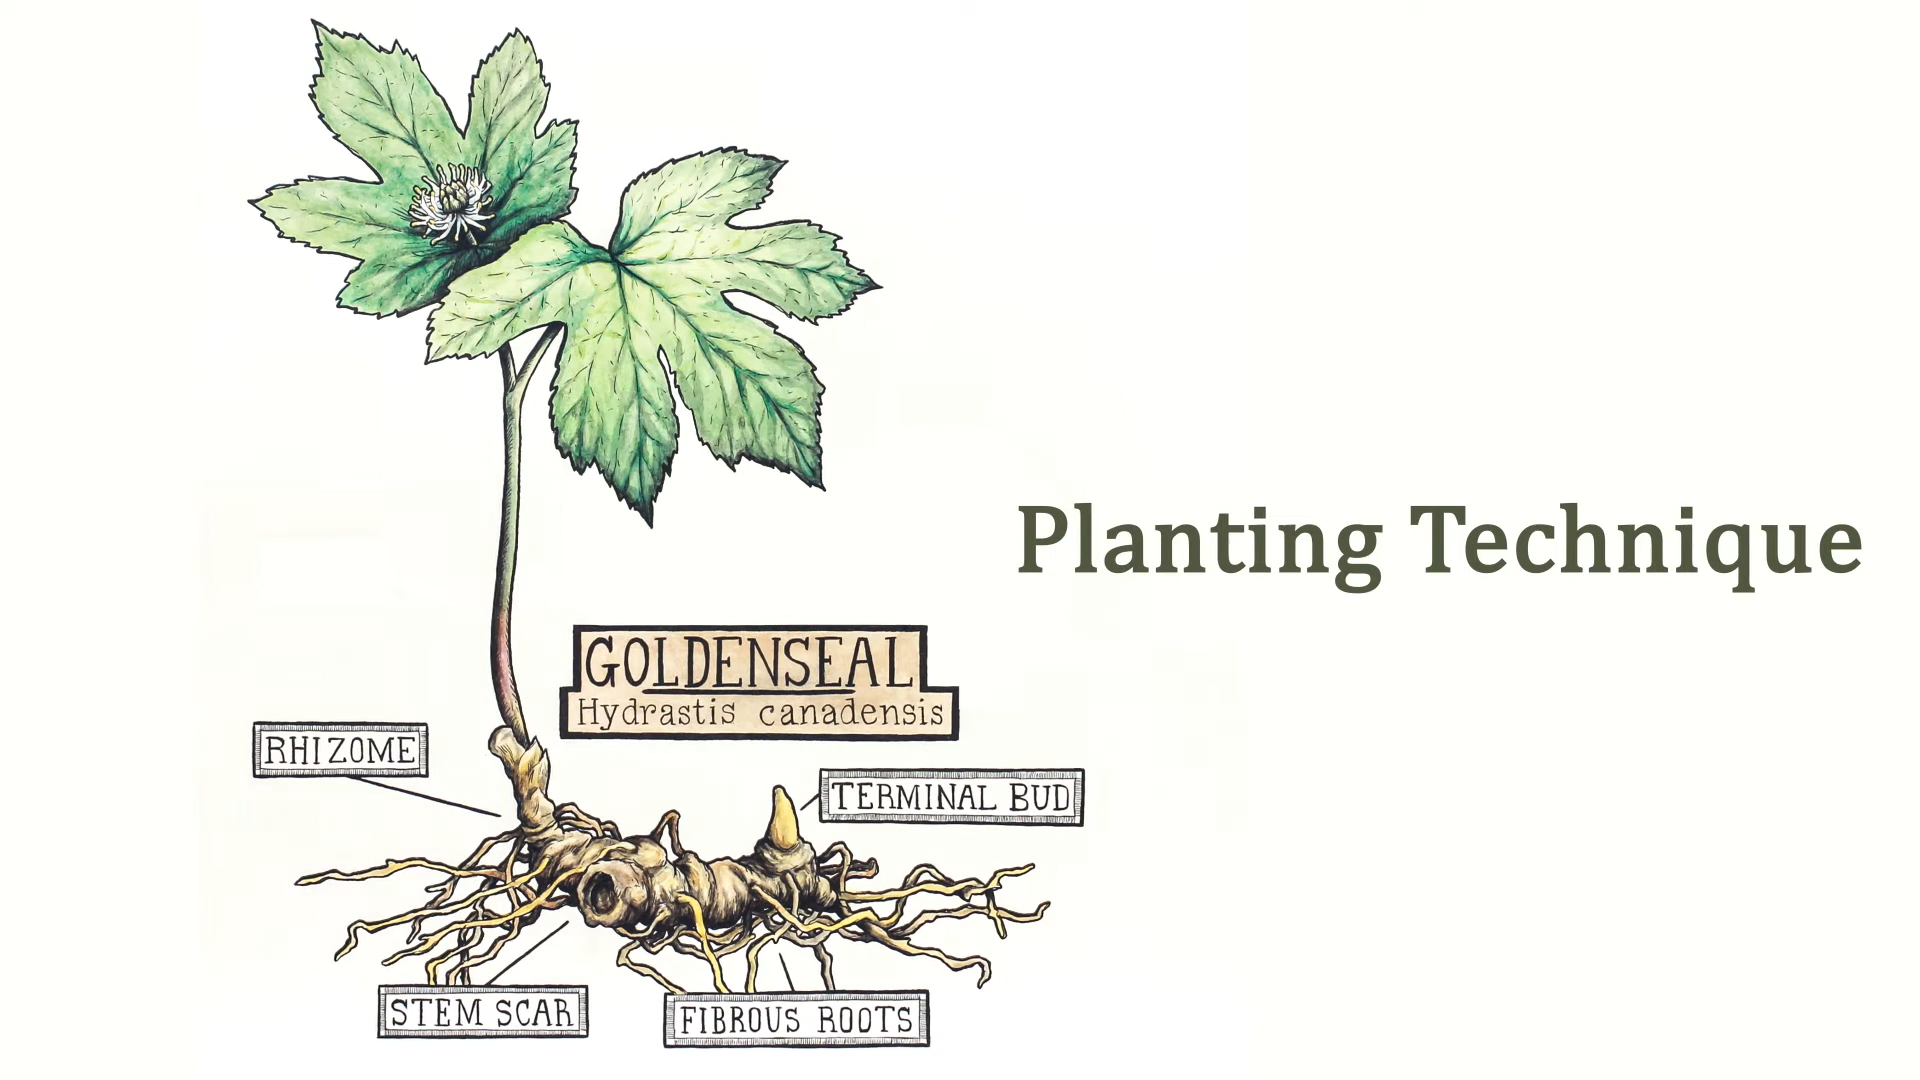 Planting Technique
GOLDENSEAL
Hydrastis canadensis
RHIZOME
TERMINAL BUD
STEM SCAR
FIBROUS ROOTS